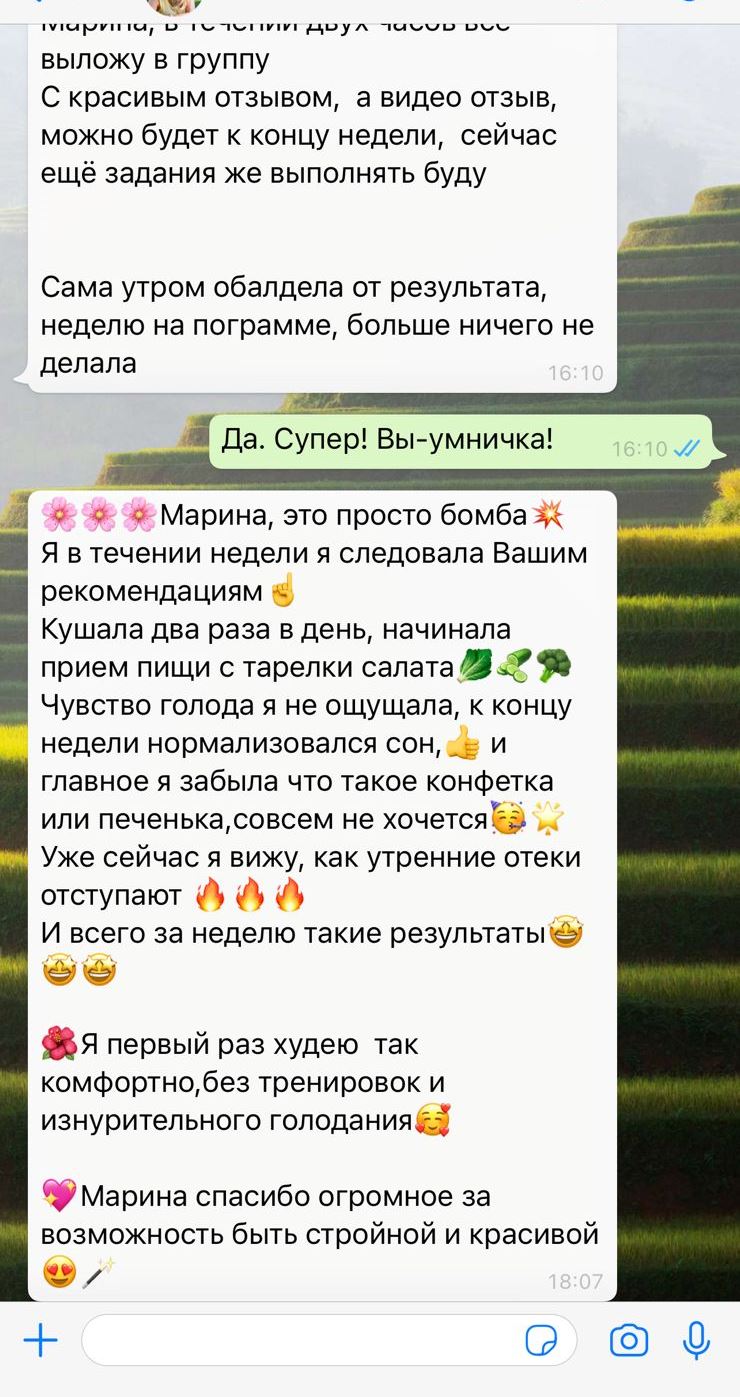 Марина, в течении двух часов все
выложу в группу
С красивым отзывом,  а видео отзыв,
можно будет к концу недели,  сейчас
ещё задания же выполнять буду
Сама утром обалдела от результата,
неделю на пограмме, больше ничего не
делала
16:10
Да. Супер! Вы-умничка!
16:10
🌸🌸🌸Марина, это просто бомба💥
Я в течении недели я следовала Вашим
рекомендациям☝️
Кушала два раза в день, начинала
прием пищи с тарелки салата🥬🥒🥦
Чувство голода я не ощущала, к концу
недели нормализовался сон,👍 и
главное я забыла что такое конфетка
или печенька,совсем не хочется🥳🌟
Уже сейчас я вижу, как утренние отеки
отступают 🔥🔥🔥
И всего за неделю такие результаты🤩
🤩🤩
🌺Я первый раз худею  так
комфортно,без тренировок и
изнурительного голодания🥰
💖Марина спасибо огромное за
возможность быть стройной и красивой
😍🪄
18:07